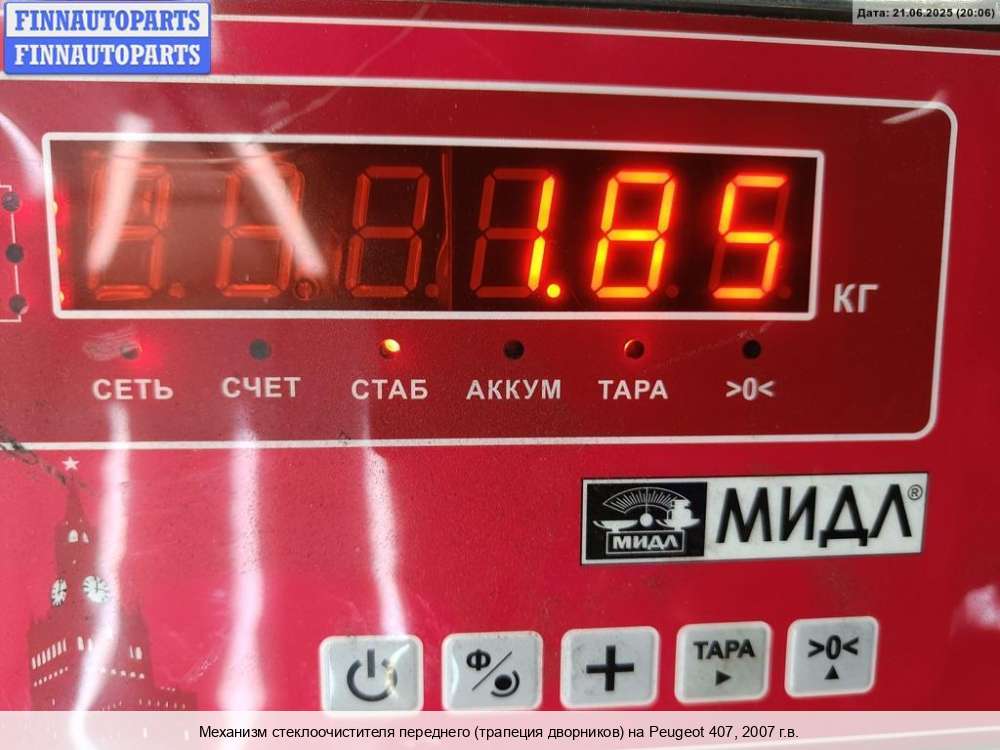 FINNAUTOPARTS
FINNAUTOPARTS
Дата: 21.06.2025 (20:06)
1.85
КГ
СЕТЬ СЧЕТ СТАБ АККУМ ТАРА >0<
МИДЛ МИДЛ®
Ф/ + ТАРА >0<
Механизм стеклоочистителя переднего (трапеция дворников) на Peugeot 407, 2007 г.в.